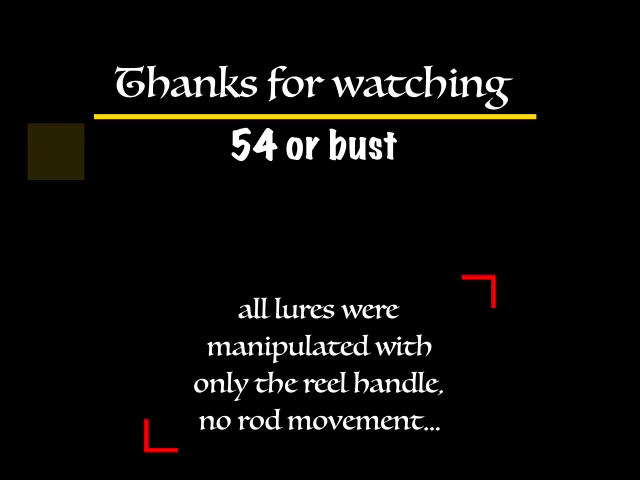 Thanks for watching
54 or bust
all lures were
manipulated with
only the reel handle,
no rod movement...